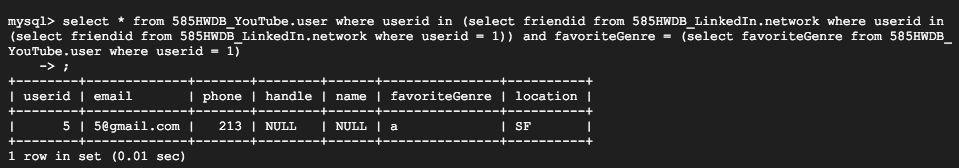 mysql> select * from 585HWDB_YouTube.user where userid in (select friendid from 585HWDB_LinkedIn.network where userid in
(select friendid from 585HWDB_LinkedIn.network where userid = 1)) and favoriteGenre = (select favoriteGenre from 585HWDB_
YouTube.user where userid = 1)
    -> ;
+--------+-------------+-------+--------+------+---------------+----------+
| userid | email       | phone | handle | name | favoriteGenre | location |
+--------+-------------+-------+--------+------+---------------+----------+
|      5 | 5@gmail.com |   213 | NULL   | NULL | a             | SF       |
+--------+-------------+-------+--------+------+---------------+----------+
1 row in set (0.01 sec)